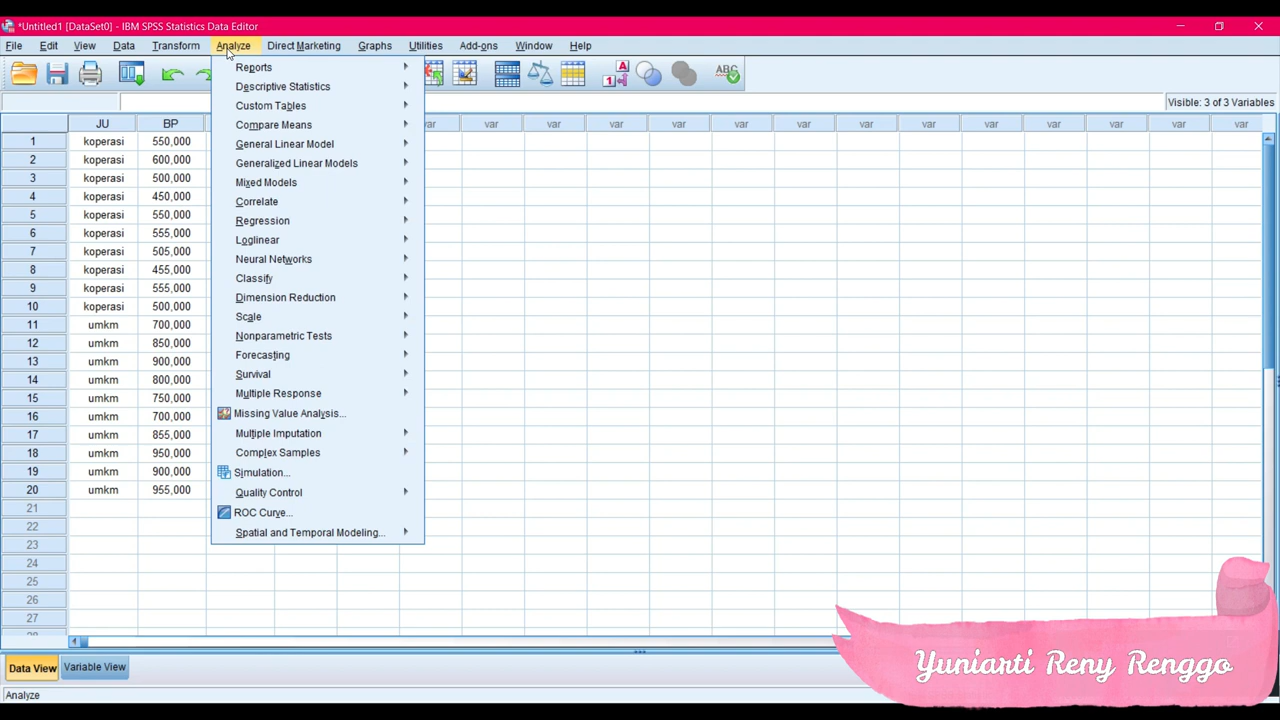 *Untitled1 [DataSet0] - IBM SPSS Statistics Data Editor
File Edit View Data Transform Analyze Direct Marketing Graphs Utilities Add-ons Window Help
Visible: 3 of 3 Variables
JU BP var var var var var var var var var var var var var var
Reports
Descriptive Statistics
Custom Tables
Compare Means
General Linear Model
Generalized Linear Models
Mixed Models
Correlate
Regression
Loglinear
Neural Networks
Classify
Dimension Reduction
Scale
Nonparametric Tests
Forecasting
Survival
Multiple Response
Missing Value Analysis...
Multiple Imputation
Complex Samples
Simulation...
Quality Control
ROC Curve...
Spatial and Temporal Modeling...
1 koperasi 550,000
2 koperasi 600,000
3 koperasi 500,000
4 koperasi 450,000
5 koperasi 550,000
6 koperasi 555,000
7 koperasi 505,000
8 koperasi 455,000
9 koperasi 555,000
10 koperasi 500,000
11 umkm 700,000
12 umkm 850,000
13 umkm 900,000
14 umkm 800,000
15 umkm 750,000
16 umkm 700,000
17 umkm 855,000
18 umkm 950,000
19 umkm 900,000
20 umkm 955,000
21
22
23
24
25
26
27
Data View Variable View
Analyze
Yuniarti Reny Renggo